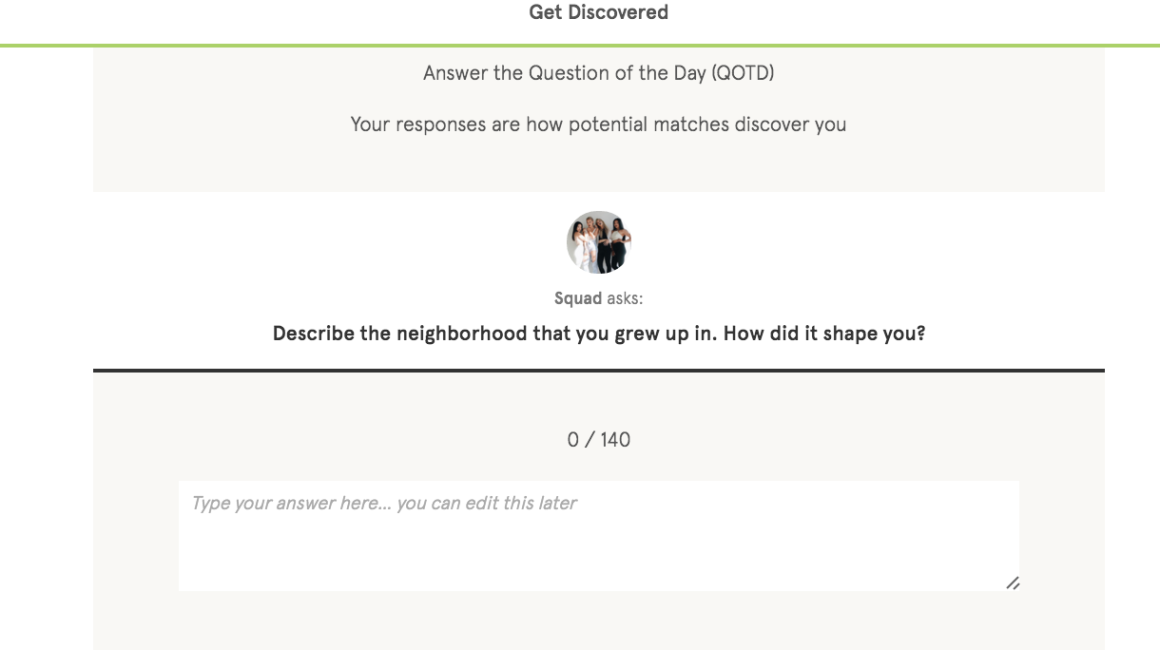 Get Discovered
Answer the Question of the Day (QOTD)
Your responses are how potential matches discover you
Squad asks:
Describe the neighborhood that you grew up in. How did it shape you?
0 / 140
Type your answer here... you can edit this later